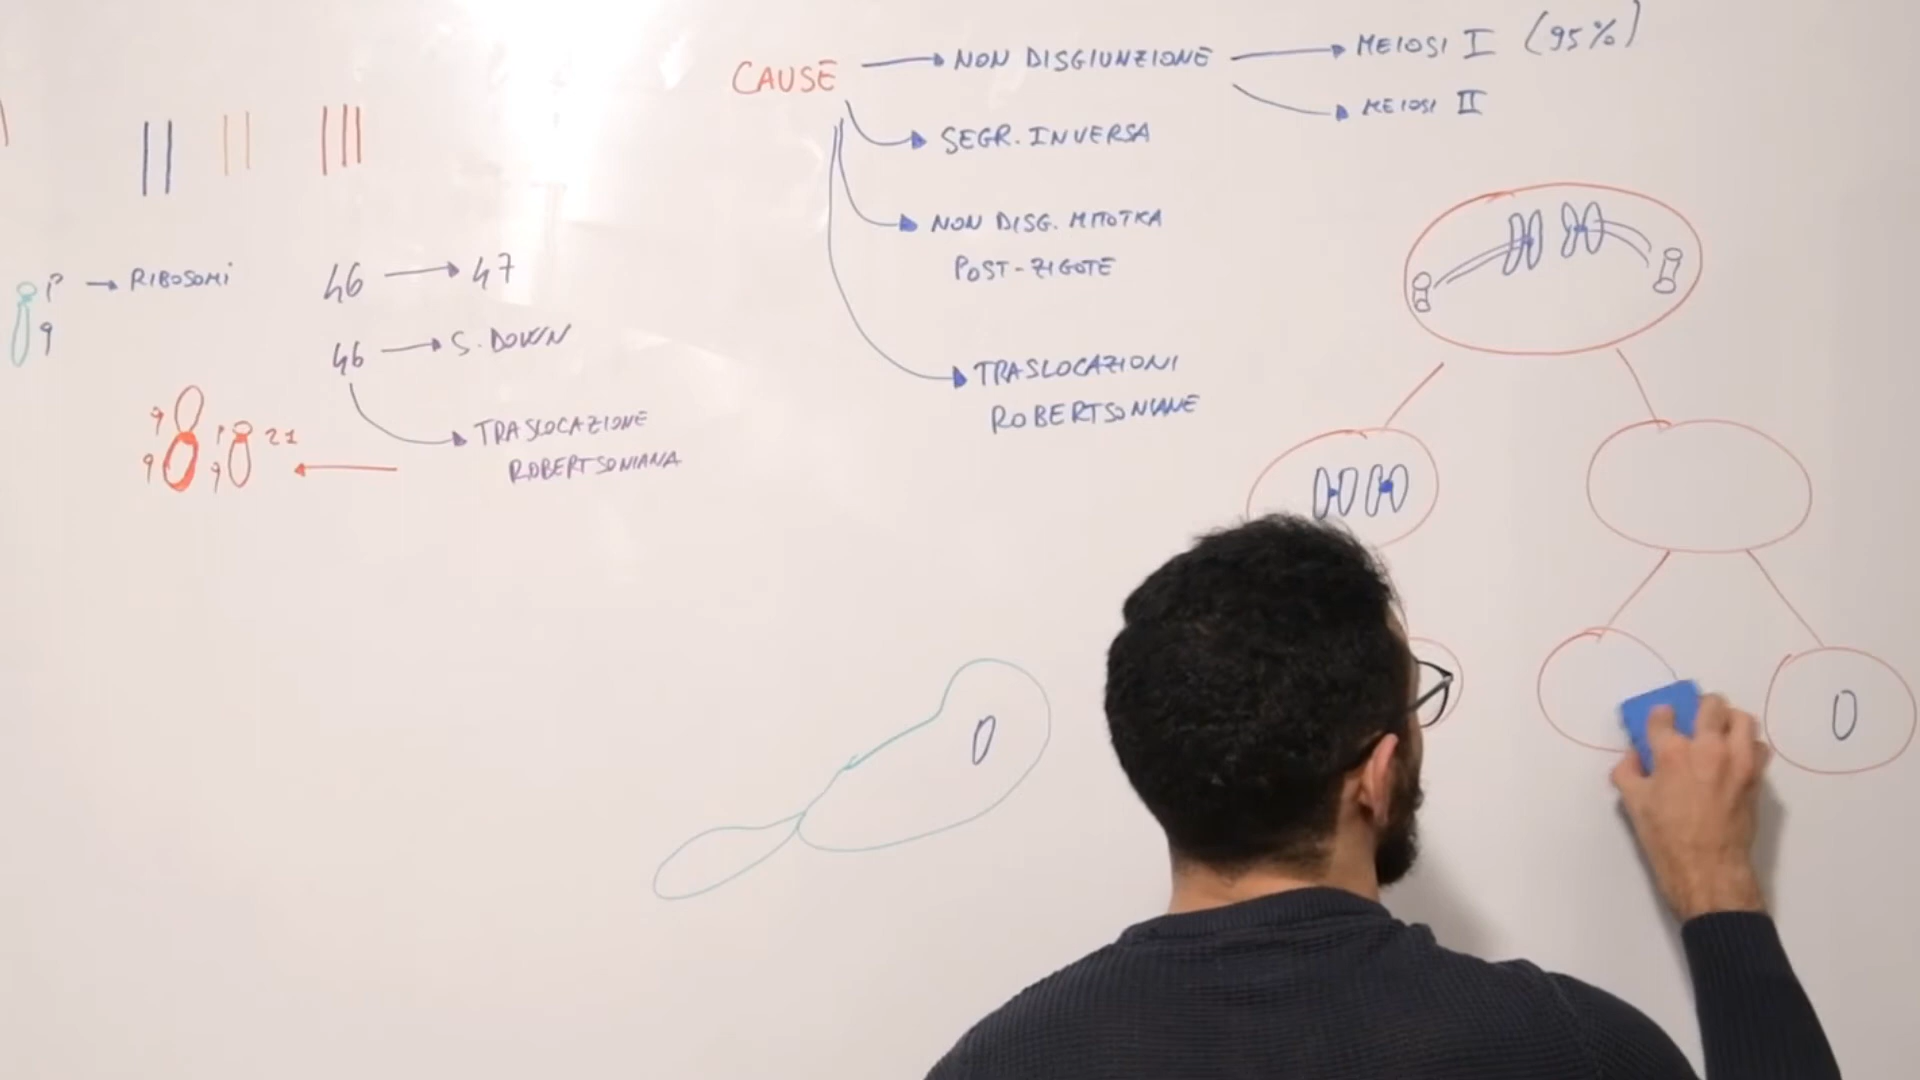 CAUSE
NON DISGIUNZIONE
MEIOSI I (95%)
MEIOSI II
SEGR. INVERSA
NON DISG. MITOTICA
POST-ZIGOTE
TRASLOCAZIONI
ROBERTSONIANE
P
RIBOSOMI
q
46
47
46
S. DOWN
TRASLOCAZIONE
ROBERTSONIANA
q
q
P
21
q